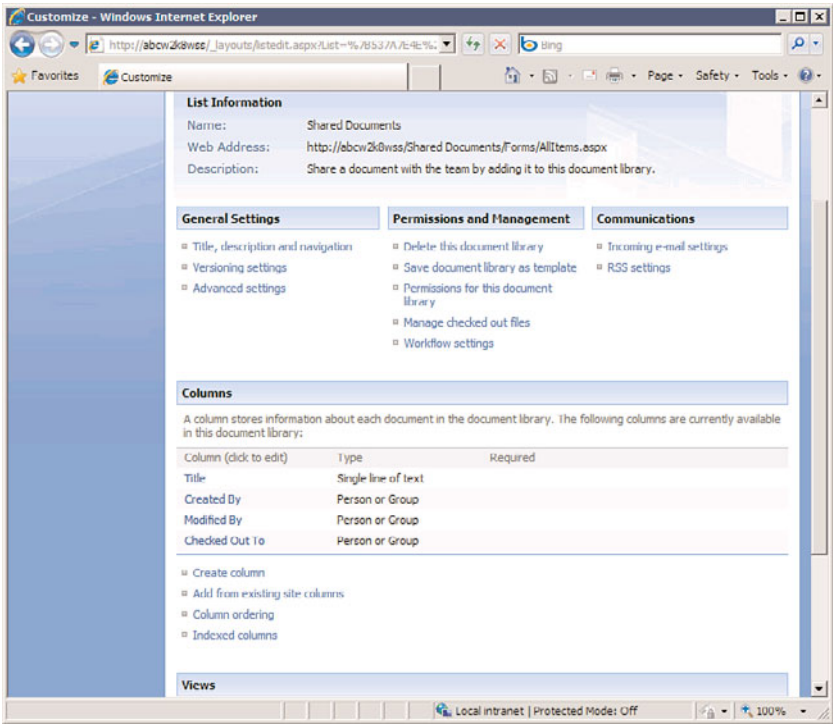 Customize - Windows Internet Explorer
http://abcw2k8wss/_layouts/listedit.aspx?List=%7B537A7E4E%:
Bing
Favorites
Customize
Page
Safety
Tools
List Information
Name: Shared Documents
Web Address: http://abcw2k8wss/Shared Documents/Forms/AllItems.aspx
Description: Share a document with the team by adding it to this document library.
General Settings
Permissions and Management
Communications
Title, description and navigation
Delete this document library
Incoming e-mail settings
Versioning settings
Save document library as template
RSS settings
Advanced settings
Permissions for this document
library
Manage checked out files
Workflow settings
Columns
A column stores information about each document in the document library. The following columns are currently available
in this document library:
Column (click to edit) Type Required
Title Single line of text
Created By Person or Group
Modified By Person or Group
Checked Out To Person or Group
Create column
Add from existing site columns
Column ordering
Indexed columns
Views
Local intranet | Protected Mode: Off
100%